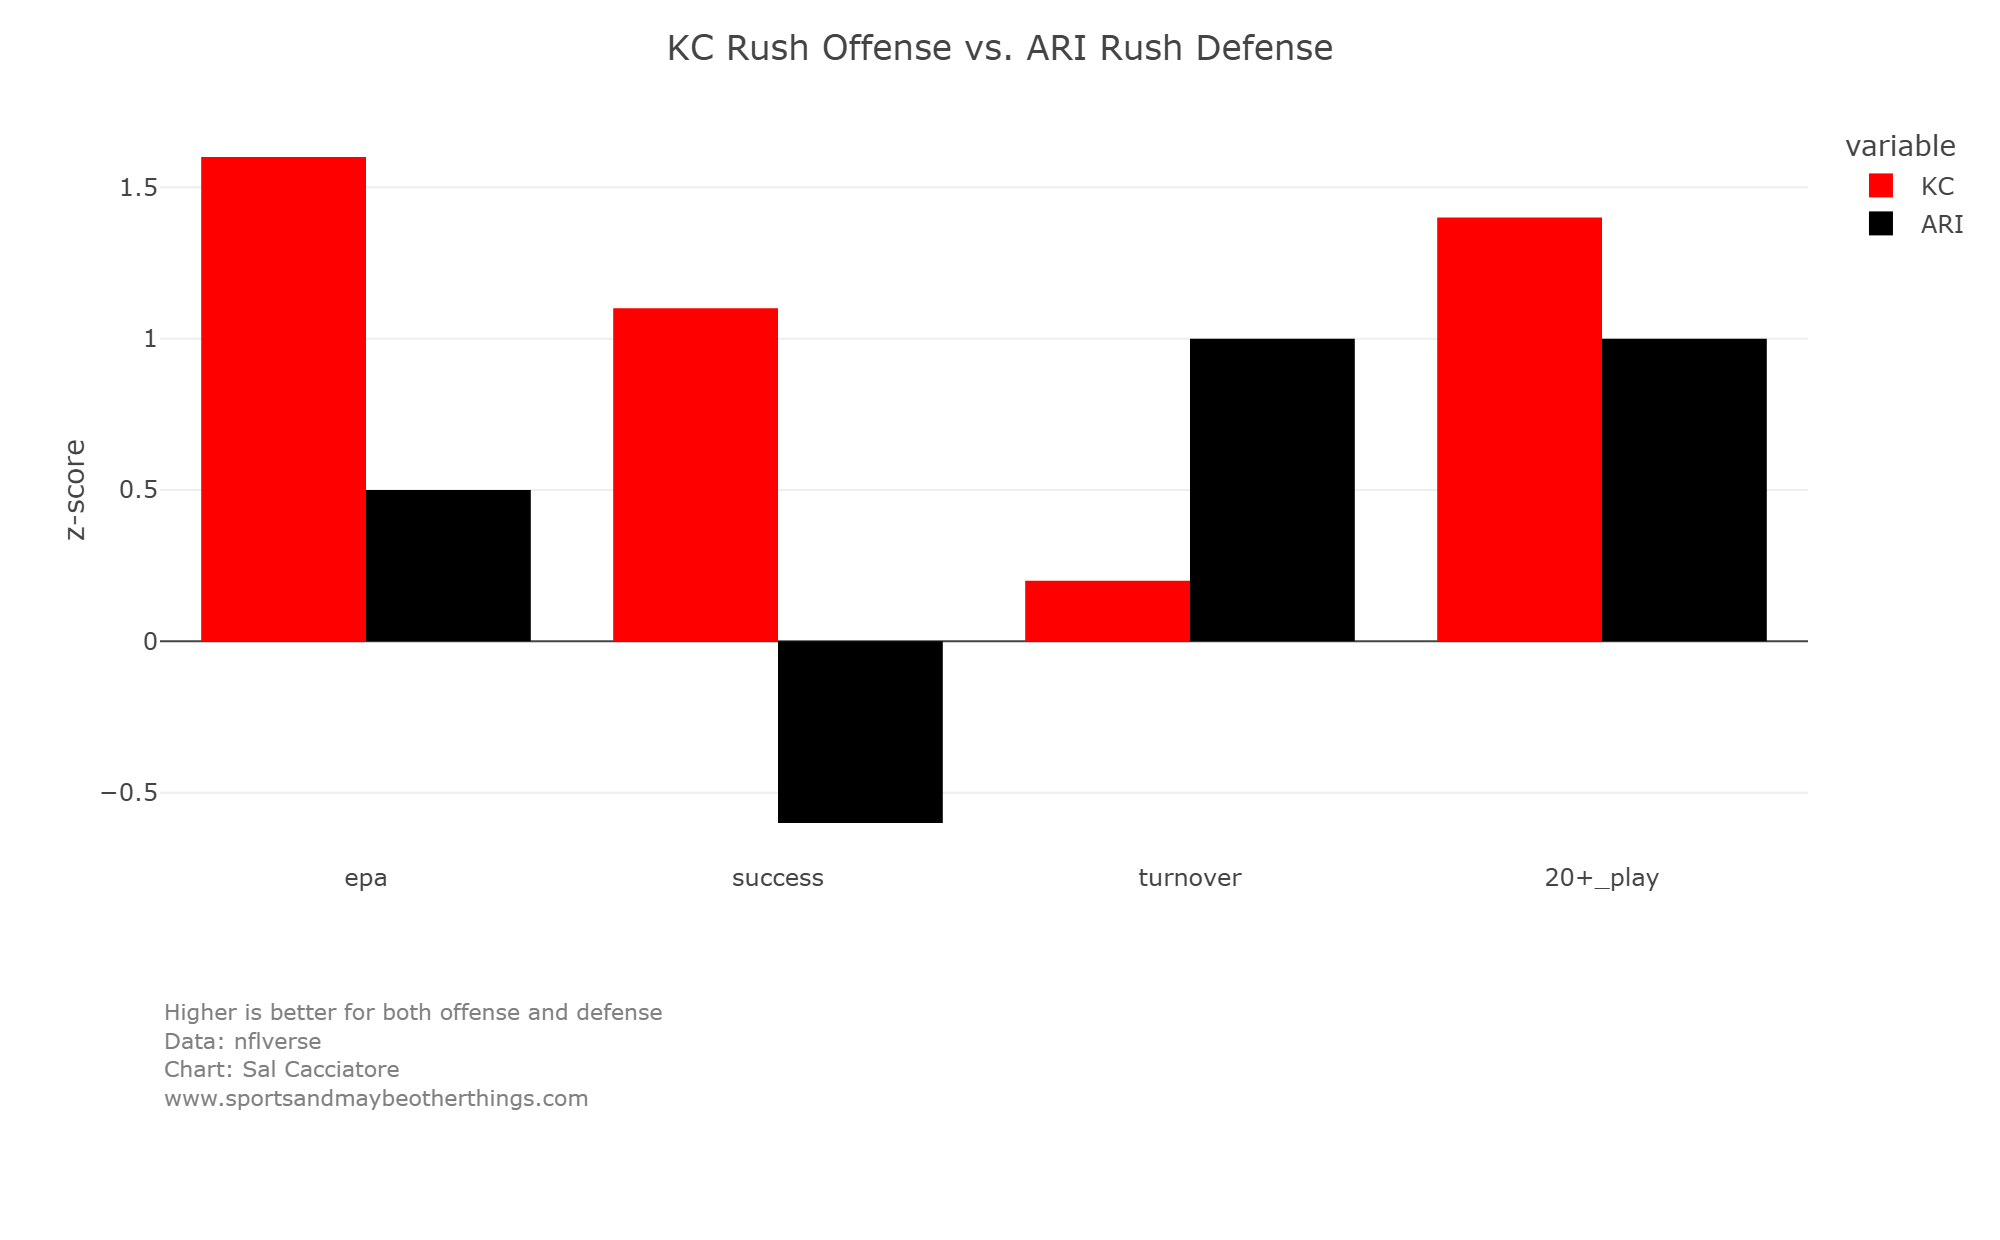 KC Rush Offense vs. ARI Rush Defense
variable
KC
ARI
1.5
1
0.5
0
−0.5
z-score
epa
success
turnover
20+_play
Higher is better for both offense and defense
Data: nflverse
Chart: Sal Cacciatore
www.sportsandmaybeotherthings.com